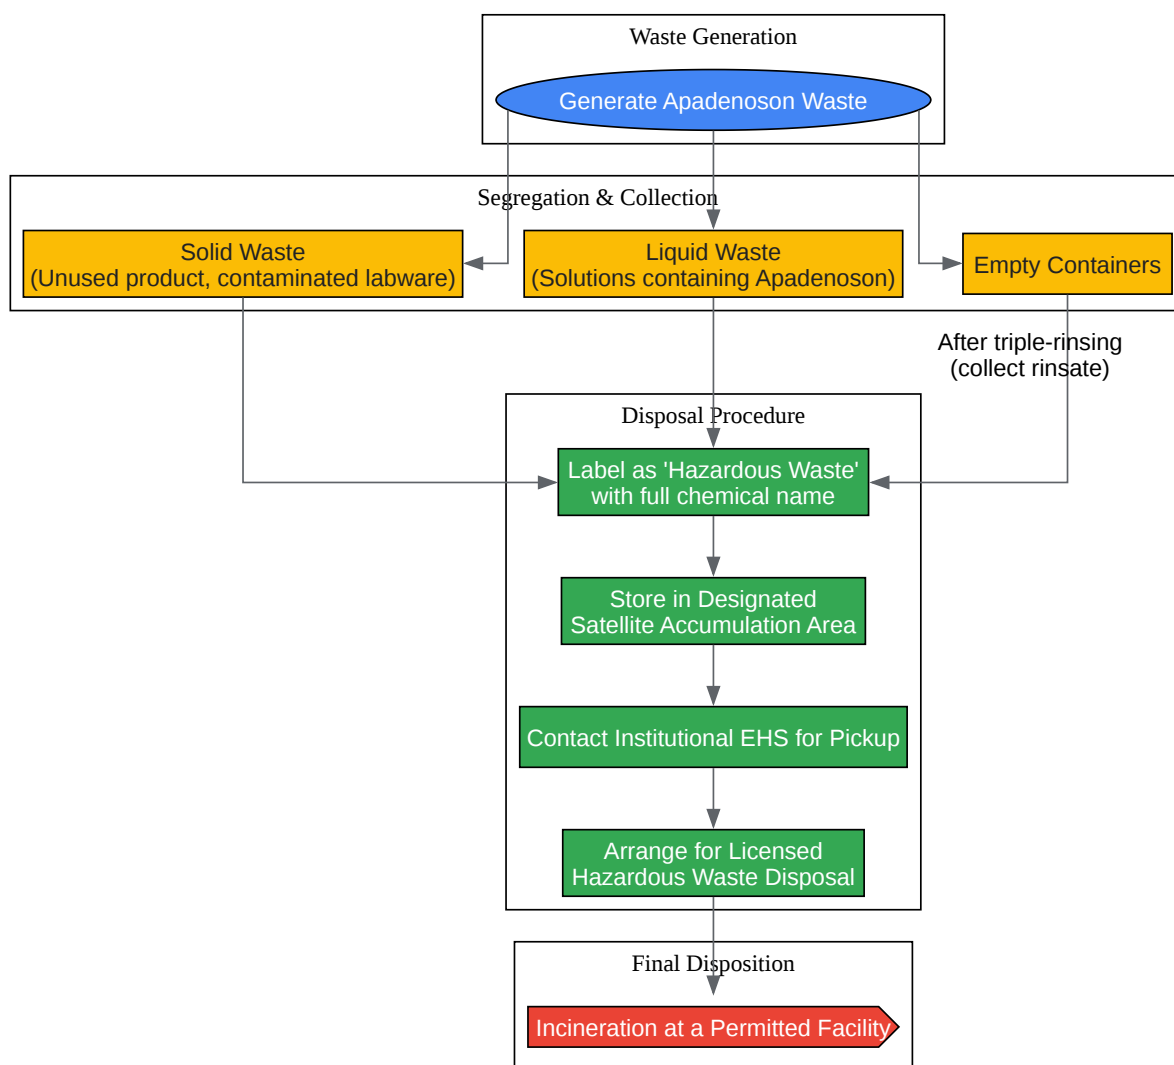 Waste Generation
Generate Apadenoson Waste
Segregation & Collection
Solid Waste
(Unused product, contaminated labware)
Liquid Waste
(Solutions containing Apadenoson)
Empty Containers
After triple-rinsing
(collect rinsate)
Disposal Procedure
Label as 'Hazardous Waste'
with full chemical name
Store in Designated
Satellite Accumulation Area
Contact Institutional EHS for Pickup
Arrange for Licensed
Hazardous Waste Disposal
Final Disposition
Incineration at a Permitted Facility